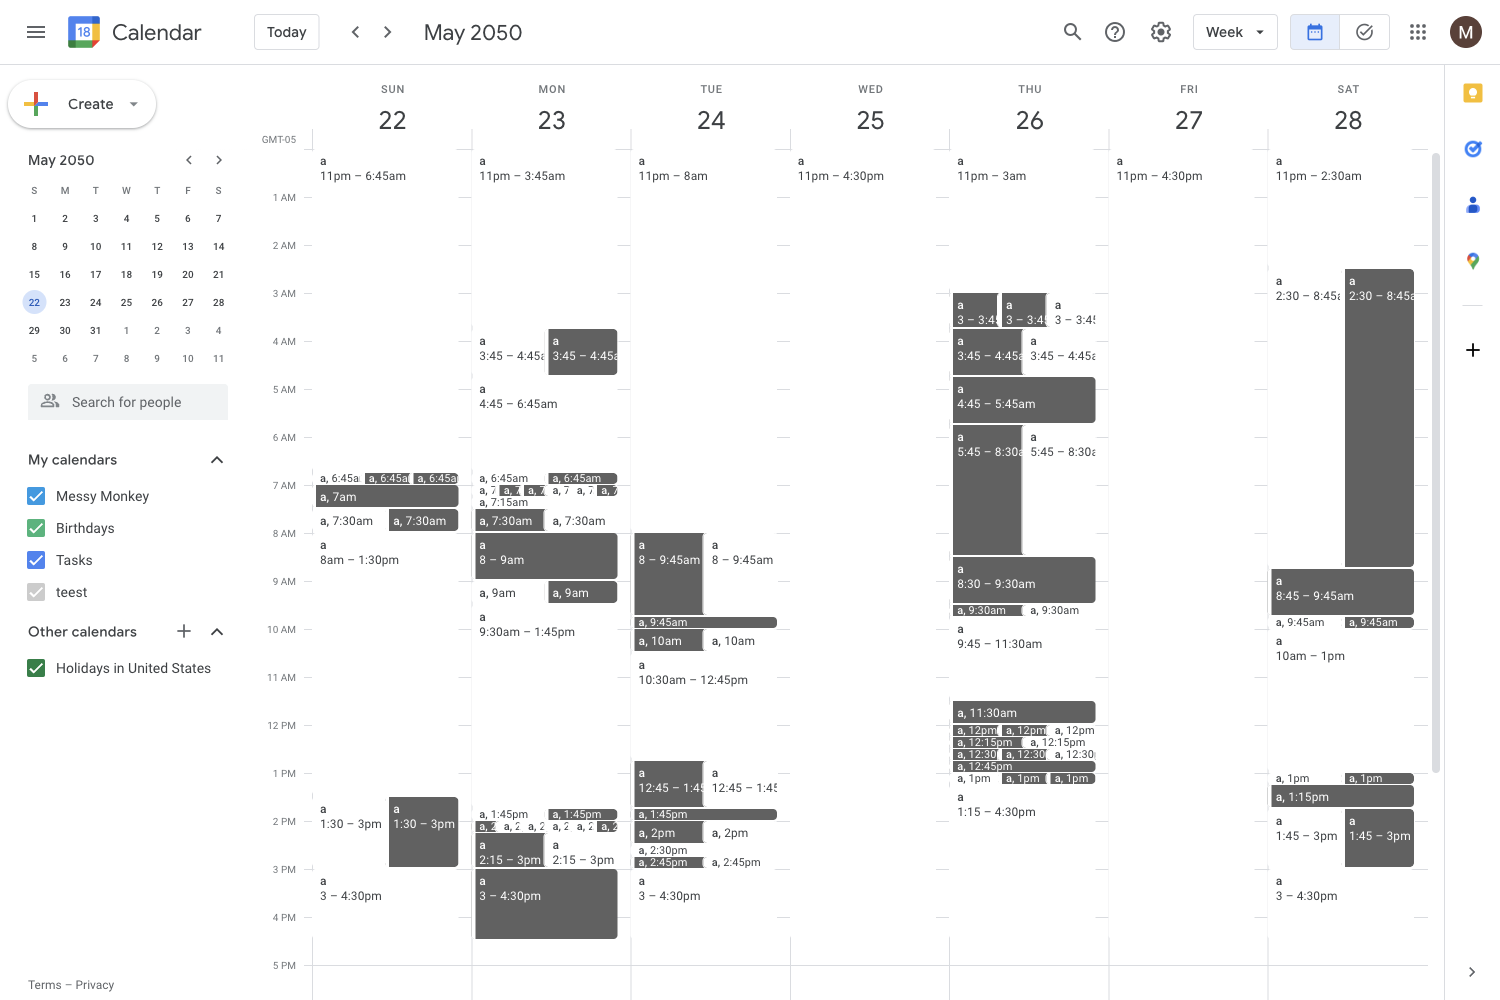 18
Calendar
Today
May 2050
Week
M
Create
May 2050
S M T W T F S
1 2 3 4 5 6 7
8 9 10 11 12 13 14
15 16 17 18 19 20 21
22 23 24 25 26 27 28
29 30 31 1 2 3 4
5 6 7 8 9 10 11
Search for people
My calendars
Messy Monkey
Birthdays
Tasks
teest
Other calendars
Holidays in United States
Terms – Privacy
GMT-05
1 AM
2 AM
3 AM
4 AM
5 AM
6 AM
7 AM
8 AM
9 AM
10 AM
11 AM
12 PM
1 PM
2 PM
3 PM
4 PM
5 PM
SUN
22
a
11pm – 6:45am
a, 6:45a
a, 6:45a
a, 6:45a
a, 7am
a, 7:30am
a, 7:30am
a
8am – 1:30pm
a
1:30 – 3pm
a
1:30 – 3pm
a
3 – 4:30pm
MON
23
a
11pm – 3:45am
a
3:45 – 4:45a
a
3:45 – 4:45a
a
4:45 – 6:45am
a, 6:45am
a, 6:45am
a, 7
a, 7
a, 7
a, 7
a, 7
a, 7
a, 7:15am
a, 7:30am
a, 7:30am
a
8 – 9am
a, 9am
a, 9am
a
9:30am – 1:45pm
a, 1:45pm
a, 1:45pm
a, 2
a, 2
a, 2
a, 2
a, 2
a, 2
a
2:15 – 3pm
a
2:15 – 3pm
a
3 – 4:30pm
TUE
24
a
11pm – 8am
a
8 – 9:45am
a
8 – 9:45am
a, 9:45am
a, 10am
a, 10am
a
10:30am – 12:45pm
a
12:45 – 1:45
a
12:45 – 1:45
a, 1:45pm
a, 2pm
a, 2pm
a, 2:30pm
a, 2:45pm
a, 2:45pm
a
3 – 4:30pm
WED
25
a
11pm – 4:30pm
THU
26
a
11pm – 3am
a
3 – 3:45
a
3 – 3:45
a
3 – 3:45
a
3:45 – 4:45a
a
3:45 – 4:45a
a
4:45 – 5:45am
a
5:45 – 8:30a
a
5:45 – 8:30a
a
8:30 – 9:30am
a, 9:30am
a, 9:30am
a
9:45 – 11:30am
a, 11:30am
a, 12pm
a, 12pm
a, 12pm
a, 12:15pm
a, 12:15pm
a, 12:30
a, 12:30
a, 12:30
a, 12:45pm
a, 1pm
a, 1pm
a, 1pm
a
1:15 – 4:30pm
FRI
27
a
11pm – 4:30pm
SAT
28
a
11pm – 2:30am
a
2:30 – 8:45a
a
2:30 – 8:45a
a
8:45 – 9:45am
a, 9:45am
a, 9:45am
a
10am – 1pm
a, 1pm
a, 1pm
a, 1:15pm
a
1:45 – 3pm
a
1:45 – 3pm
a
3 – 4:30pm